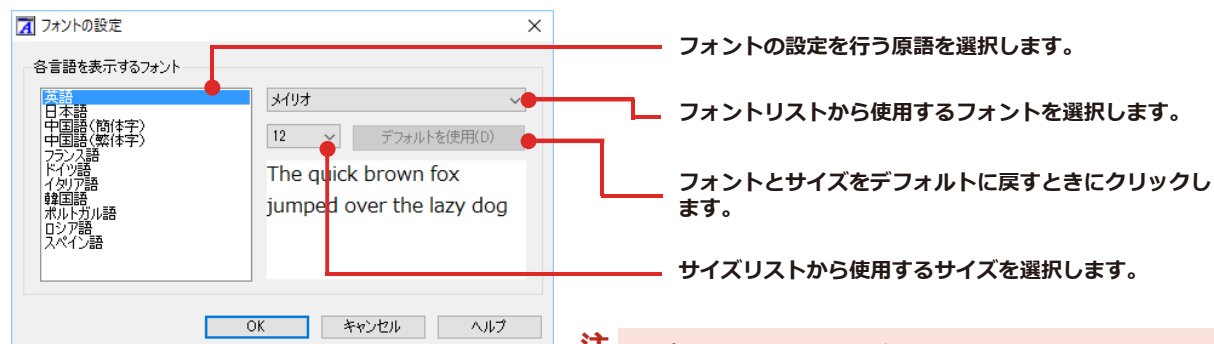 フォントの設定
各言語を表示するフォント
英語
日本語
中国語(簡体字)
中国語(繁体字)
フランス語
ドイツ語
イタリア語
韓国語
ポルトガル語
ロシア語
スペイン語
メイリオ
12
デフォルトを使用(D)
The quick brown fox
jumped over the lazy dog
OK
キャンセル
ヘルプ
フォントの設定を行う原語を選択します。
フォントリストから使用するフォントを選択します。
フォントとサイズをデフォルトに戻すときにクリックし
ます。
サイズリストから使用するサイズを選択します。